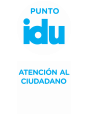 PUNTO
idu
ATENCIÓN AL
CIUDADANO